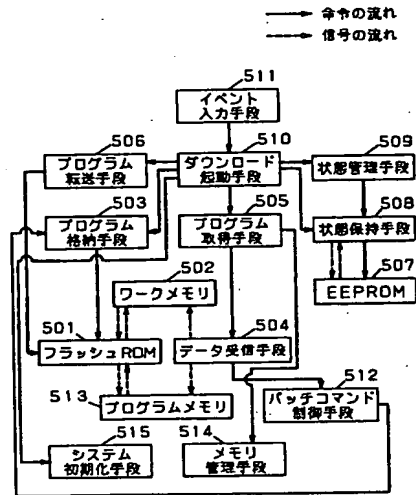 命令の流れ
信号の流れ
511
イベント
入力手段
506
プログラム
転送手段
510
ダウンロード
起動手段
509
状態管理手段
503
プログラム
格納手段
505
プログラム
取得手段
508
状態保持手段
502
ワークメモリ
507
EEPROM
501
フラッシュROM
504
データ受信手段
513
プログラムメモリ
512
バッチコマンド
制御手段
515
システム
初期化手段
514
メモリ
管理手段